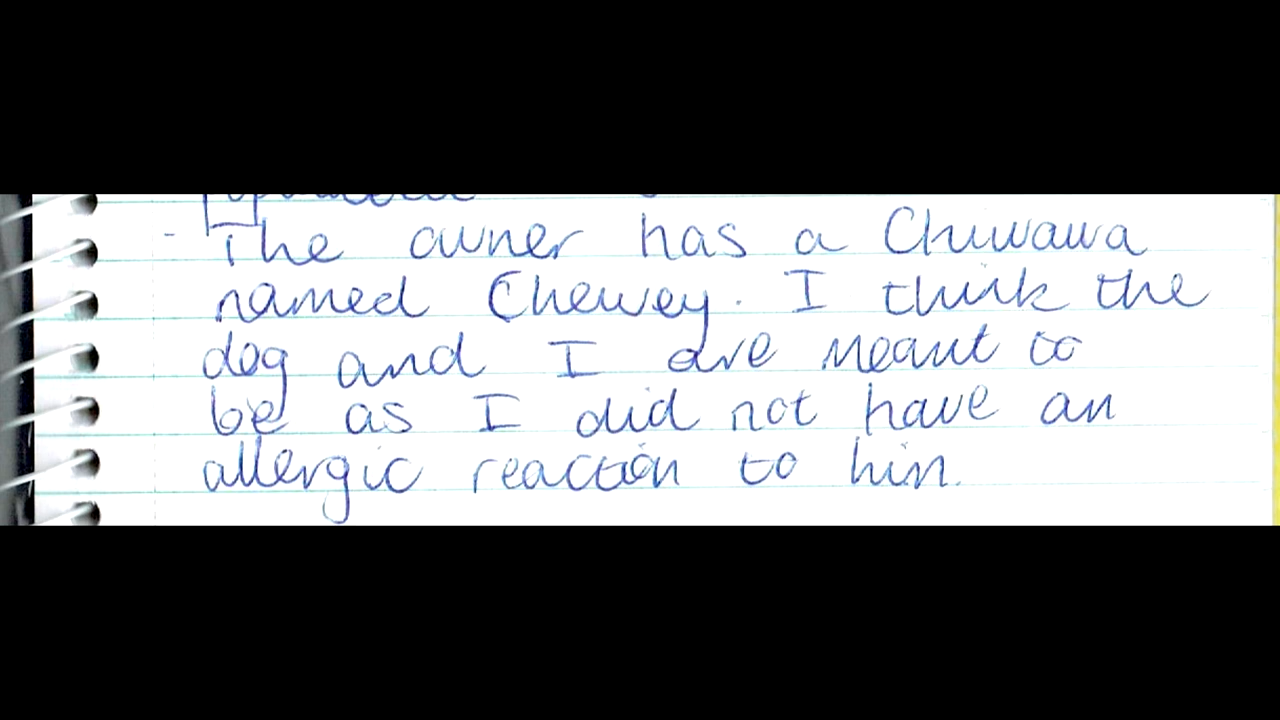 - The owner has a Chiwawa
named Chewey. I think the
dog and I are meant to
be as I did not have an
allergic reaction to him.